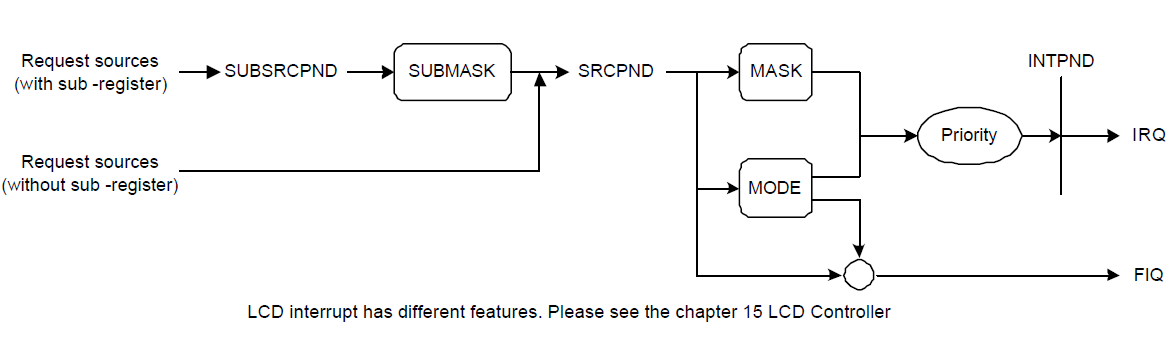 Request sources
(with sub -register)
SUBSRCPND
SUBMASK
SRCPND
MASK
INTPND
Request sources
(without sub -register)
MODE
Priority
IRQ
FIQ
LCD interrupt has different features. Please see the chapter 15 LCD Controller